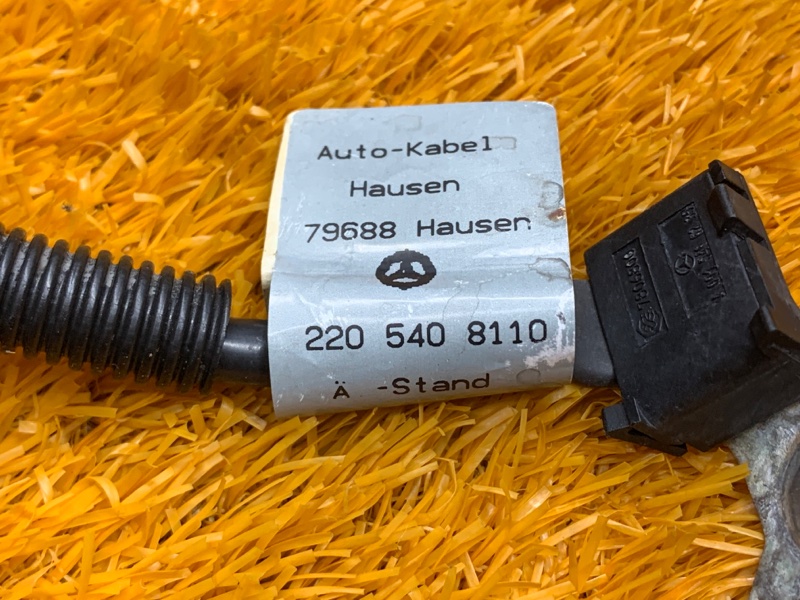 Auto-Kabel
Hausen
79688 Hausen
220 540 8110
Ä -Stand